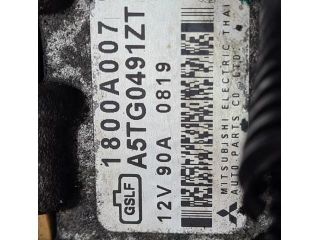 1800A007
A5TG0491ZT
GSLF
12V 90A 0819
MITSUBISHI ELECTRIC THAI
AUTO PARTS CO. LTD.